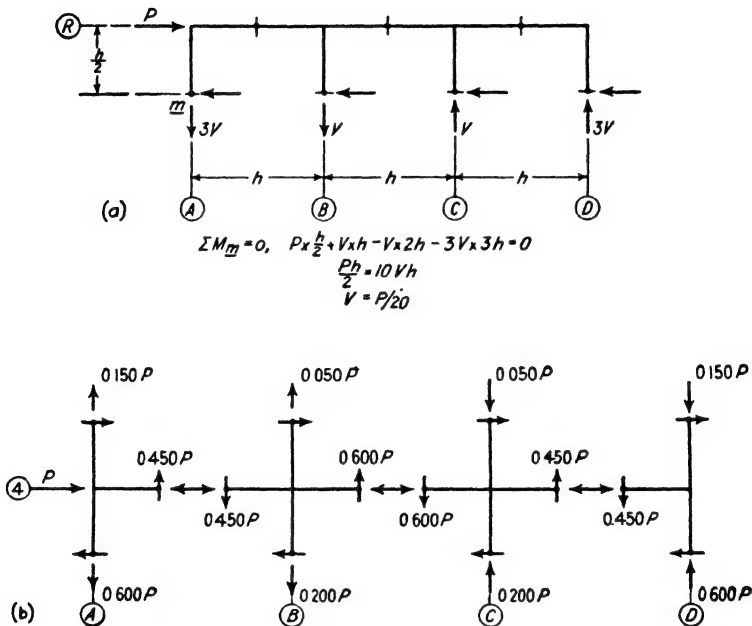 R P
h/2
m
3V V V 3V
h h h
(a) A B C D
ΣMm = 0, P x h/2 + V x h - V x 2h - 3V x 3h = 0
Ph/2 = 10 Vh
V = P/20
0 150 P 0 050 P 0 050 P 0 150 P
0 450 P 0 600 P 0 450 P
4 P
0 450 P 0 600 P 0 450 P
0 600 P 0 200 P 0 200 P 0 600 P
(b) A B C D